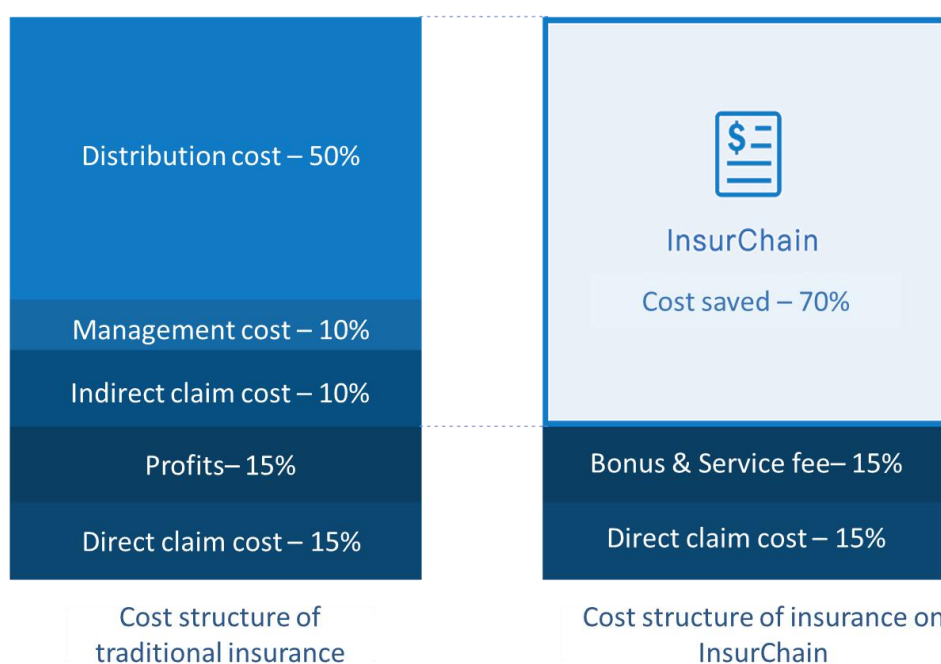 Distribution cost – 50%
Management cost – 10%
Indirect claim cost – 10%
Profits– 15%
Direct claim cost – 15%
Cost structure of
traditional insurance
$
InsurChain
Cost saved – 70%
Bonus & Service fee– 15%
Direct claim cost – 15%
Cost structure of insurance on
InsurChain